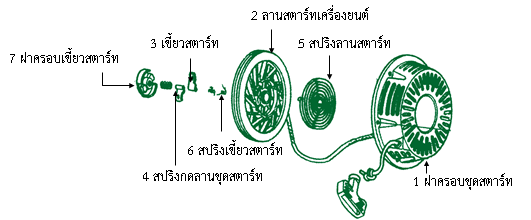 2 ลานสตาร์ทเครื่องยนต์
3 เขี้ยวสตาร์ท
5 สปริงลานสตาร์ท
7 ฝาครอบเขี้ยวสตาร์ท
6 สปริงเขี้ยวสตาร์ท
4 สปริงกดลานชุดสตาร์ท
1 ฝาครอบชุดสตาร์ท